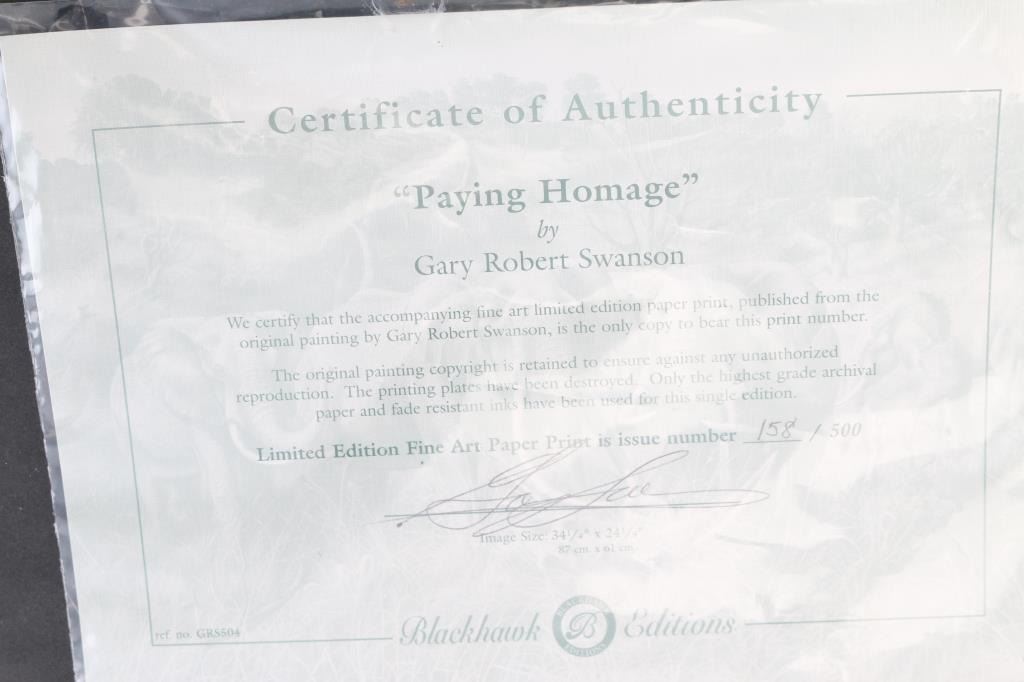 Certificate of Authenticity
“Paying Homage”
by
Gary Robert Swanson
We certify that the accompanying fine art limited edition paper print, published from the
original painting by Gary Robert Swanson, is the only copy to bear this print number.
The original painting copyright is retained to ensure against any unauthorized
reproduction. The printing plates have been destroyed. Only the highest grade archival
paper and fade resistant inks have been used for this single edition.
Limited Edition Fine Art Paper Print is issue number 158 / 500
Image Size: 34¼" x 24¼"
87 cm. x 61 cm.
ref. no. GRS504
Blackhawk B Editions